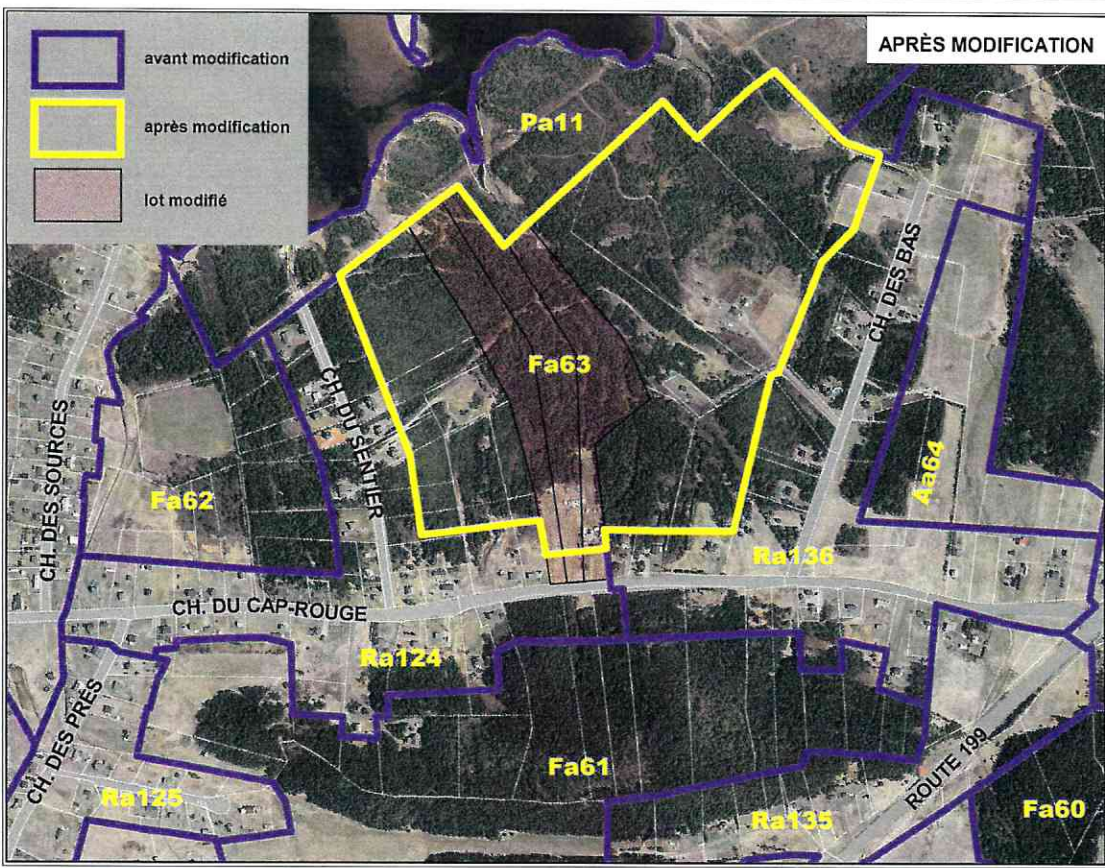 APRÈS MODIFICATION
avant modification
après modification
lot modifié
Pa11
CH. DES BAS
Fa63
CH. DU SENTIER
CH. DES SOURCES
Fa62
Aa64
Ra136
CH. DU CAP-ROUGE
Ra124
CH. DES PRÉS
Fa61
ROUTE 199
Ra125
Ra135
Fa60